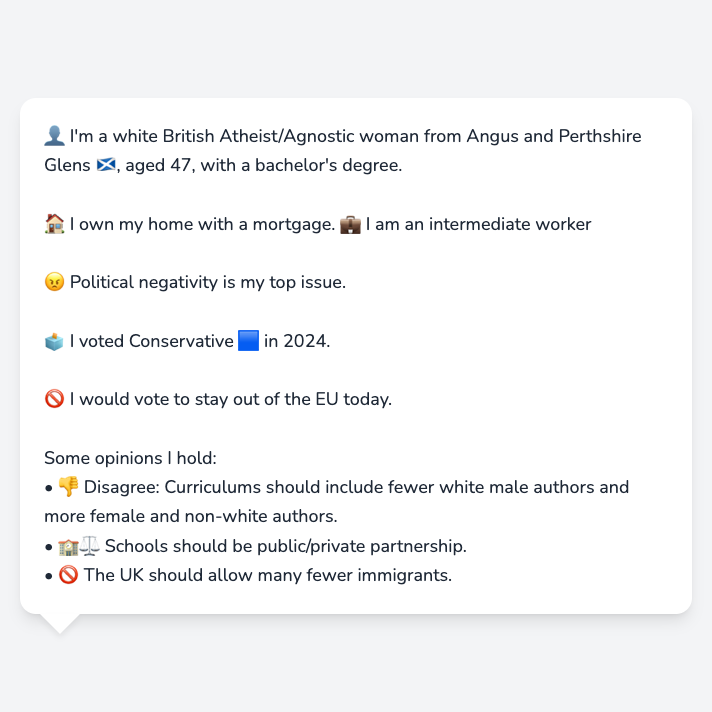 👤 I'm a white British Atheist/Agnostic woman from Angus and Perthshire
Glens 🏴󠁧󠁢󠁳󠁣󠁴󠁿, aged 47, with a bachelor's degree.
🏠 I own my home with a mortgage. 💼 I am an intermediate worker
😠 Political negativity is my top issue.
🗳️ I voted Conservative 🟦 in 2024.
🚫 I would vote to stay out of the EU today.
Some opinions I hold:
• 👎 Disagree: Curriculums should include fewer white male authors and
more female and non-white authors.
• 🏫⚖️ Schools should be public/private partnership.
• 🚫 The UK should allow many fewer immigrants.